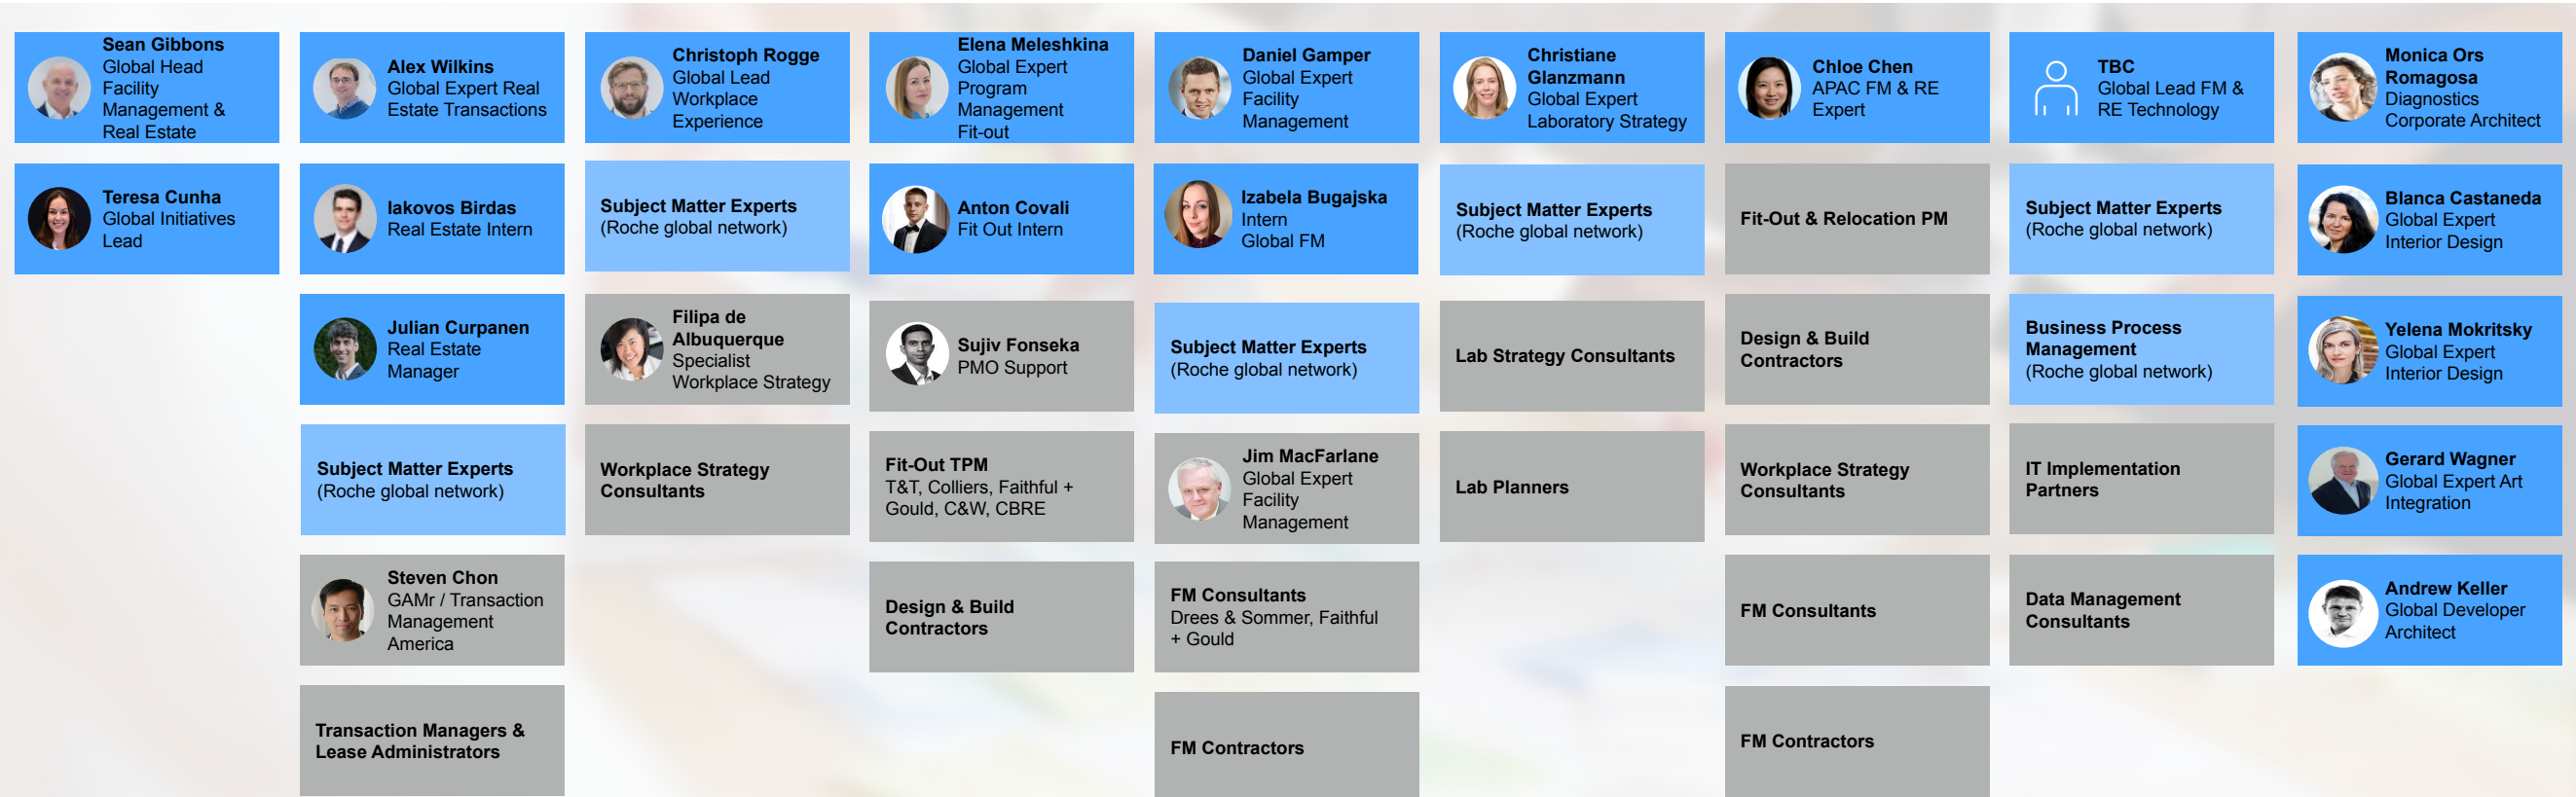 Sean Gibbons
Global Head
Facility
Management &
Real Estate
Alex Wilkins
Global Expert Real
Estate Transactions
Christoph Rogge
Global Lead
Workplace
Experience
Elena Meleshkina
Global Expert
Program
Management
Fit-out
Daniel Gamper
Global Expert
Facility
Management
Christiane
Glanzmann
Global Expert
Laboratory Strategy
Chloe Chen
APAC FM & RE
Expert
TBC
Global Lead FM &
RE Technology
Monica Ors
Romagosa
Diagnostics
Corporate Architect
Teresa Cunha
Global Initiatives
Lead
Iakovos Birdas
Real Estate Intern
Subject Matter Experts
(Roche global network)
Anton Covali
Fit Out Intern
Izabela Bugajska
Intern
Global FM
Subject Matter Experts
(Roche global network)
Fit-Out & Relocation PM
Subject Matter Experts
(Roche global network)
Blanca Castaneda
Global Expert
Interior Design
Julian Curpanen
Real Estate
Manager
Filipa de
Albuquerque
Specialist
Workplace Strategy
Sujiv Fonseka
PMO Support
Subject Matter Experts
(Roche global network)
Lab Strategy Consultants
Design & Build
Contractors
Business Process
Management
(Roche global network)
Yelena Mokritsky
Global Expert
Interior Design
Subject Matter Experts
(Roche global network)
Workplace Strategy
Consultants
Fit-Out TPM
T&T, Colliers, Faithful +
Gould, C&W, CBRE
Jim MacFarlane
Global Expert
Facility
Management
Lab Planners
Workplace Strategy
Consultants
IT Implementation
Partners
Gerard Wagner
Global Expert Art
Integration
Steven Chon
GAMr / Transaction
Management
America
Design & Build
Contractors
FM Consultants
Drees & Sommer, Faithful
+ Gould
FM Consultants
Data Management
Consultants
Andrew Keller
Global Developer
Architect
Transaction Managers &
Lease Administrators
FM Contractors
FM Contractors